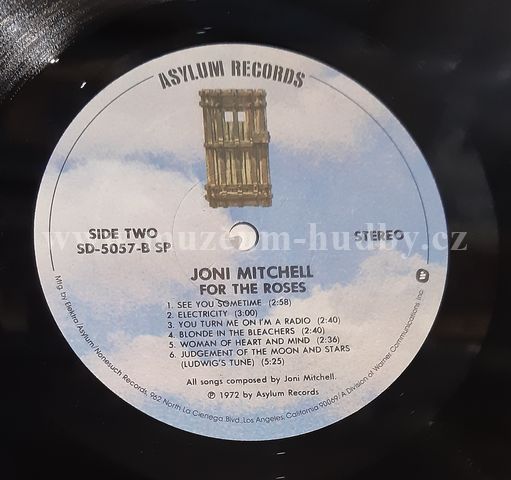 ASYLUM RECORDS
SIDE TWO
SD-5057-B SP
STEREO
www.muzeum-hudby.cz
JONI MITCHELL
FOR THE ROSES
1. SEE YOU SOMETIME (2:58)
2. ELECTRICITY (3:00)
3. YOU TURN ME ON I'M A RADIO (2:40)
4. BLONDE IN THE BLEACHERS (2:40)
5. WOMAN OF HEART AND MIND (2:36)
6. JUDGEMENT OF THE MOON AND STARS
(LUDWIG'S TUNE) (5:25)
All songs composed by Joni Mitchell.
℗ 1972 by Asylum Records
Mfg. by Elektra/Asylum/Nonesuch Records, 962 North La Cienega Blvd., Los Angeles, California 90069/A Division of Warner Communications Inc.